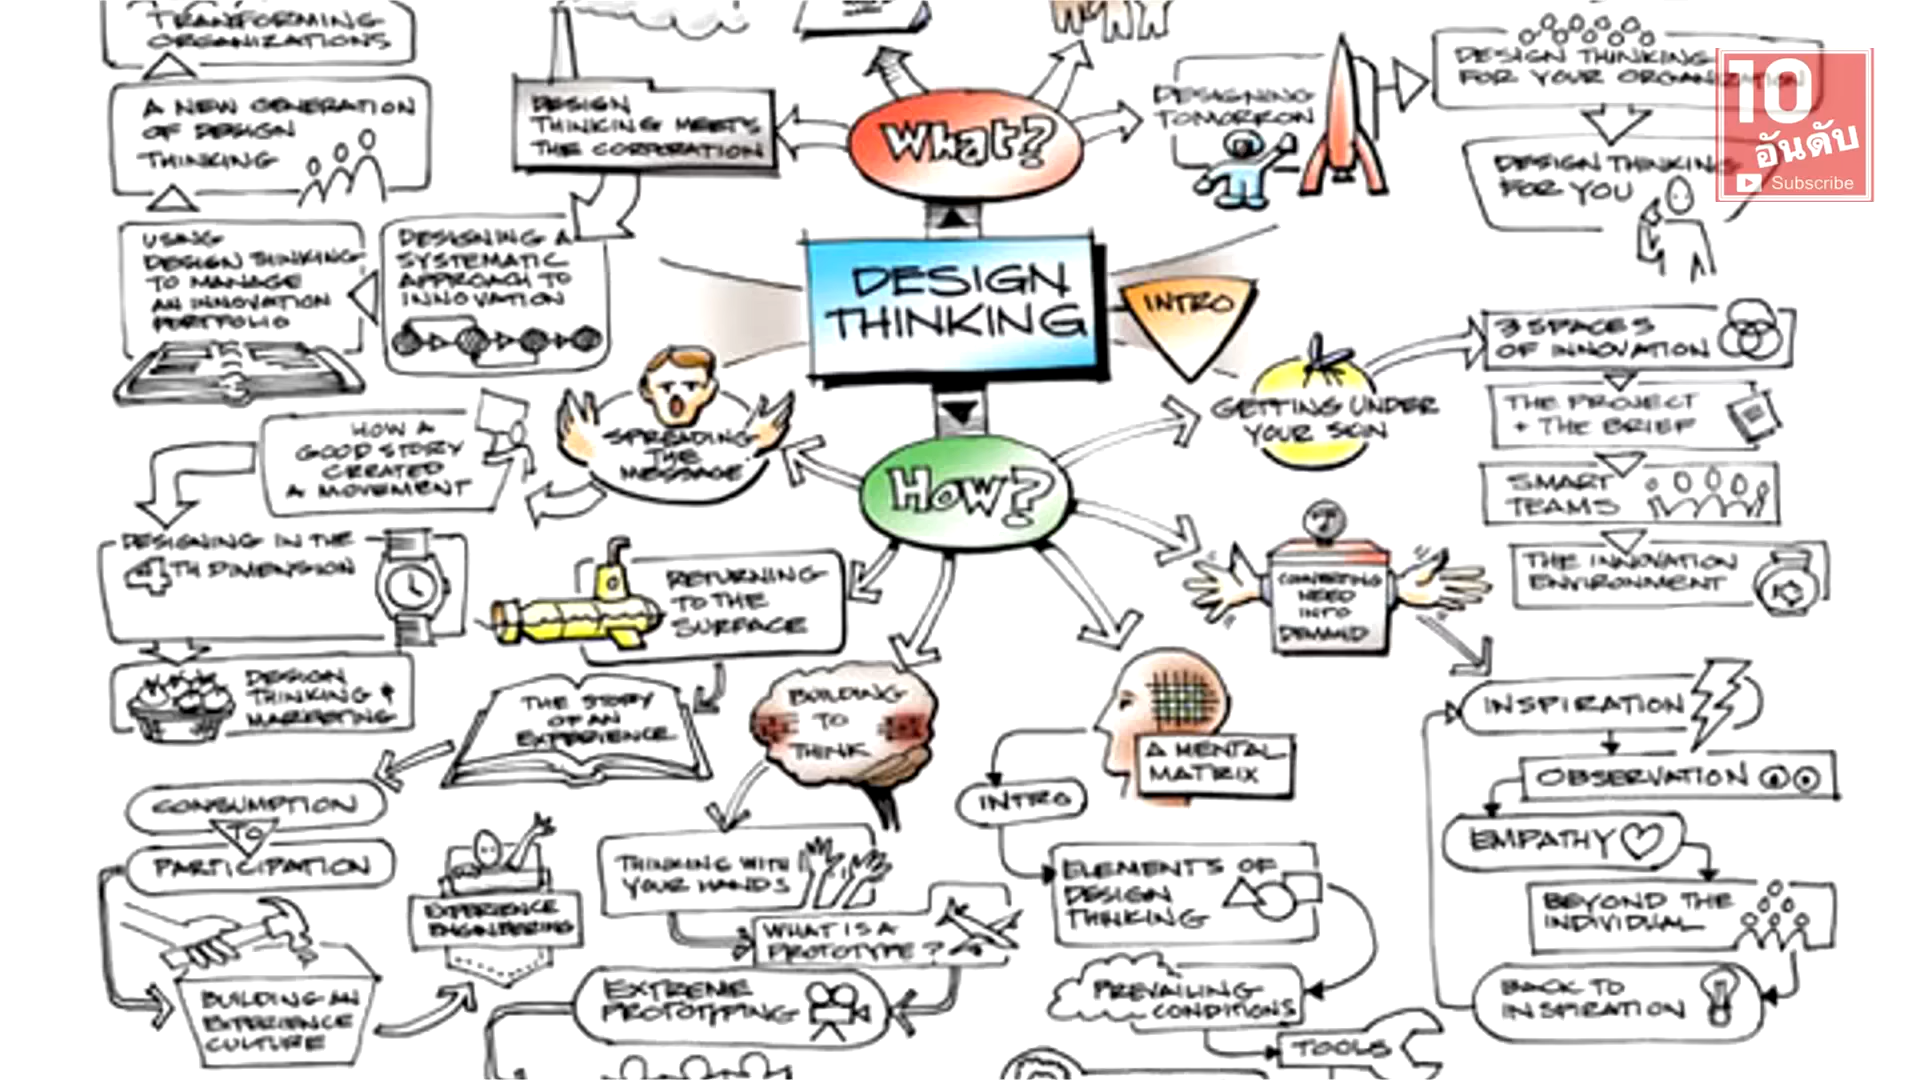 TRANSFORMING
ORGANIZATIONS
A NEW GENERATION
OF DESIGN
THINKING
USING
DESIGN THINKING
TO MANAGE
AN INNOVATION
PORTFOLIO
DESIGNING A
SYSTEMATIC
APPROACH TO
INNOVATION
DESIGN
THINKING MEETS
THE CORPORATION
What?
DESIGNING
TOMORROW
DESIGN THINKING
FOR YOUR ORGANIZATION
DESIGN THINKING
FOR YOU
10
อันดับ
Subscribe
DESIGN
THINKING
INTRO
GETTING UNDER
YOUR SKIN
3 SPACES
OF INNOVATION
THE PROJECT
+ THE BRIEF
SMART
TEAMS
THE INNOVATION
ENVIRONMENT
How?
SPREADING
THE
MESSAGE
HOW A
GOOD STORY
CREATED
A MOVEMENT
DESIGNING IN THE
4TH DIMENSION
DESIGN
THINKING &
MARKETING
RETURNING
TO THE
SURFACE
THE STORY
OF AN
EXPERIENCE
CONSUMPTION
TO
PARTICIPATION
BUILDING AN
EXPERIENCE
CULTURE
EXPERIENCE
ENGINEERING
BUILDING
TO
THINK
THINKING WITH
YOUR HANDS
WHAT IS A
PROTOTYPE?
EXTREME
PROTOTYPING
A MENTAL
MATRIX
INTRO
ELEMENTS OF
DESIGN
THINKING
PREVAILING
CONDITIONS
TOOLS
CONVERTING
NEED
INTO
DEMAND
INSPIRATION
OBSERVATION
EMPATHY
BEYOND THE
INDIVIDUAL
BACK TO
INSPIRATION